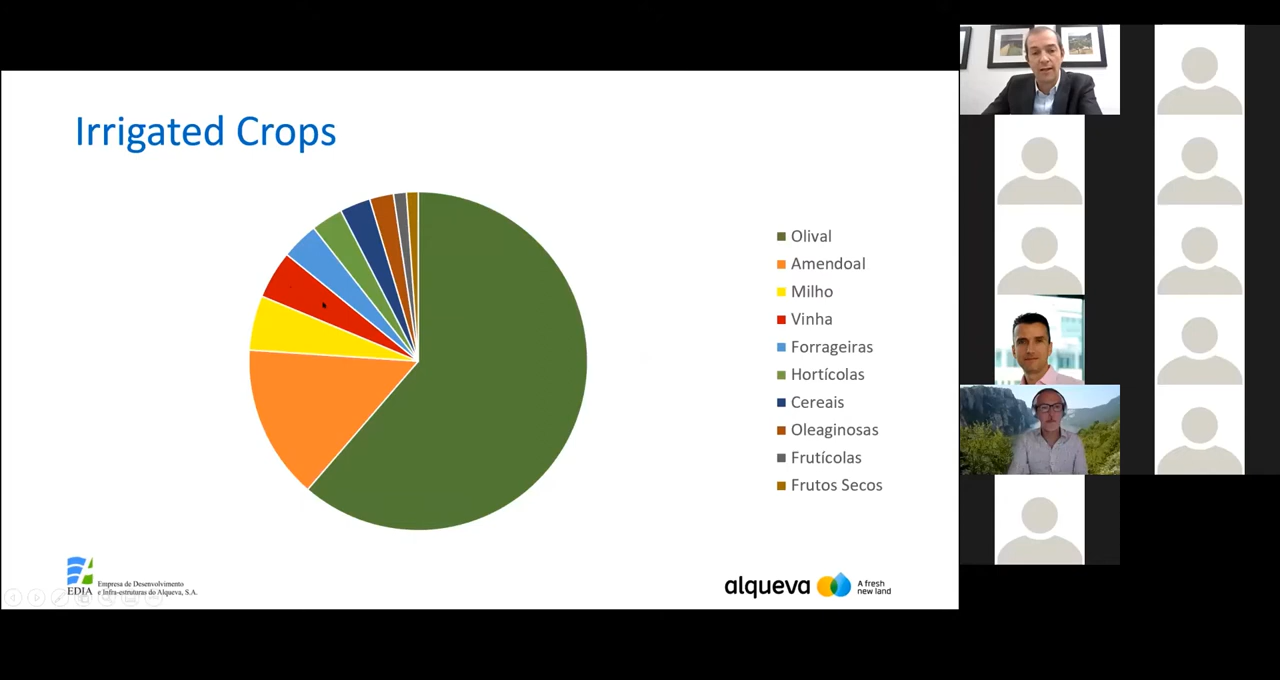 Irrigated Crops
Olival
Amendoal
Milho
Vinha
Forrageiras
Hortícolas
Cereais
Oleaginosas
Frutícolas
Frutos Secos
EDIA
Empresa de Desenvolvimento
e Infra-estruturas do Alqueva, S.A.
alqueva
A fresh
new land